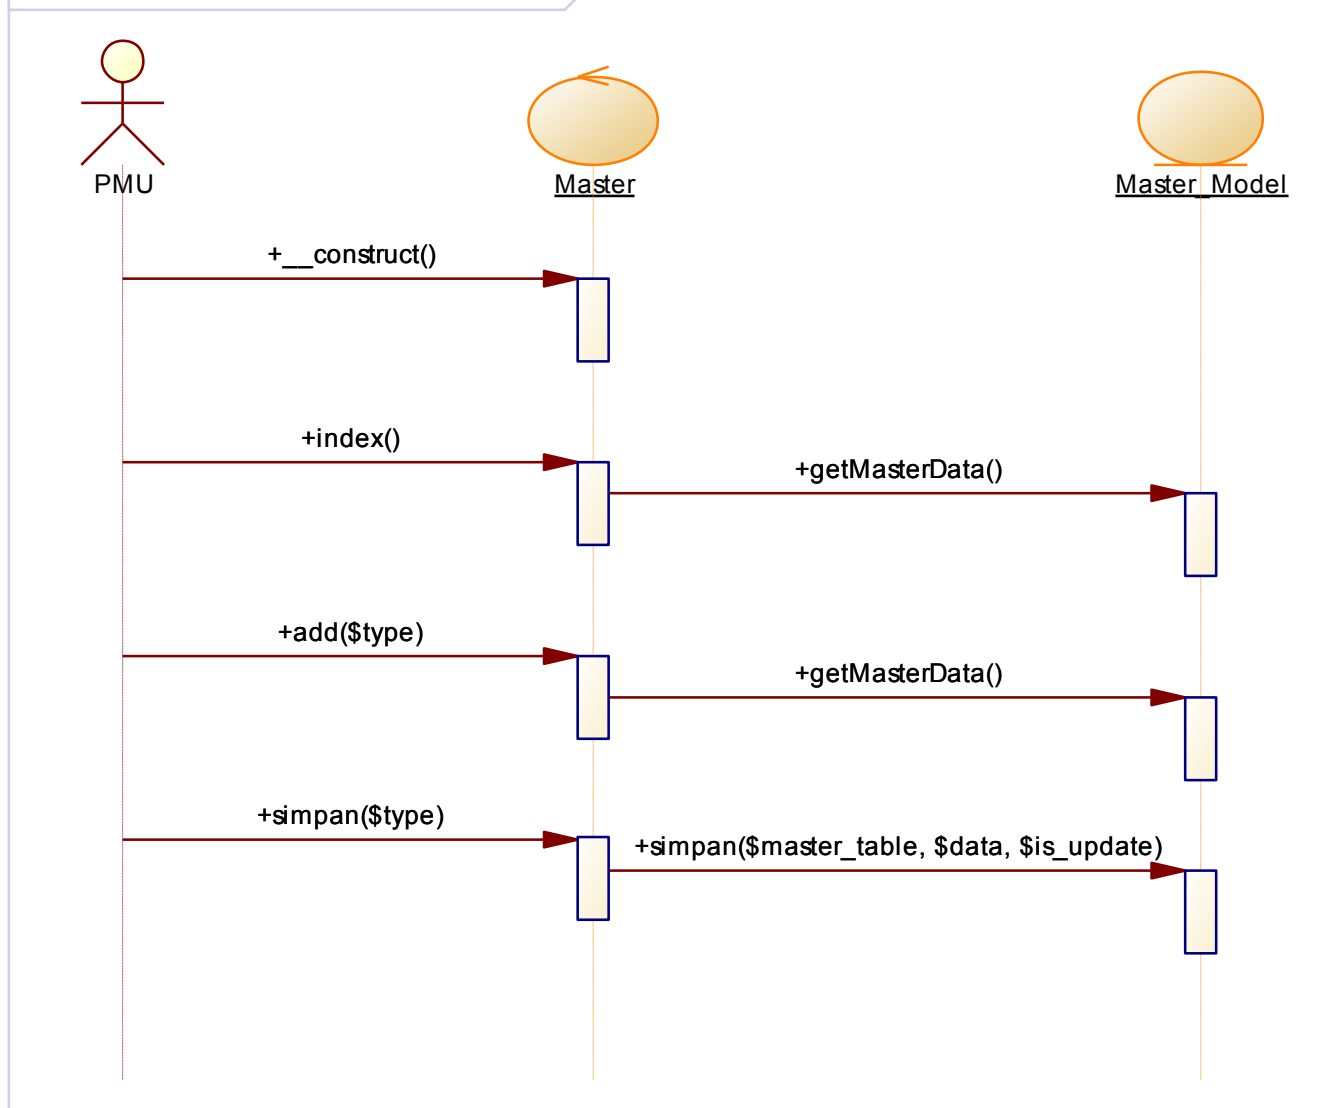 PMU
Master
Master_Model
+__construct()
+index()
+getMasterData()
+add($type)
+getMasterData()
+simpan($type)
+simpan($master_table, $data, $is_update)